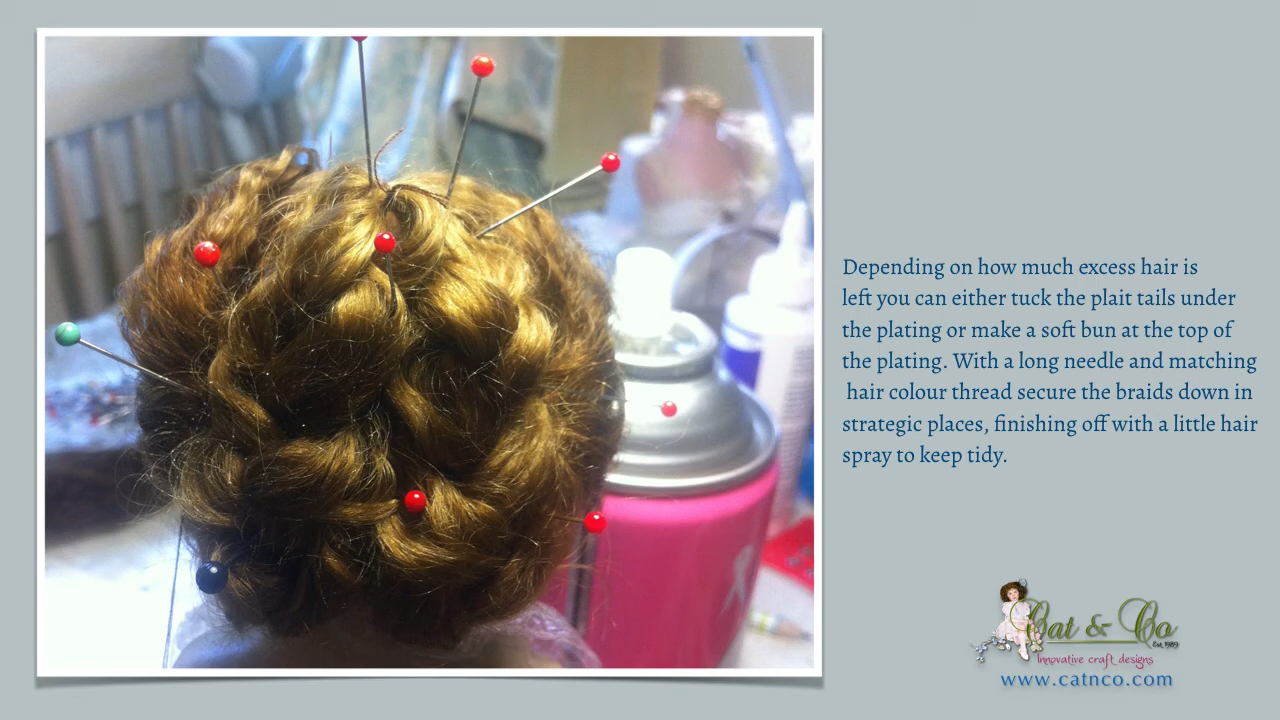 Depending on how much excess hair is
left you can either tuck the plait tails under
the plating or make a soft bun at the top of
the plating. With a long needle and matching
hair colour thread secure the braids down in
strategic places, finishing off with a little hair
spray to keep tidy.
Cat & Co
Est. 1989
Innovative craft designs
www.catnco.com